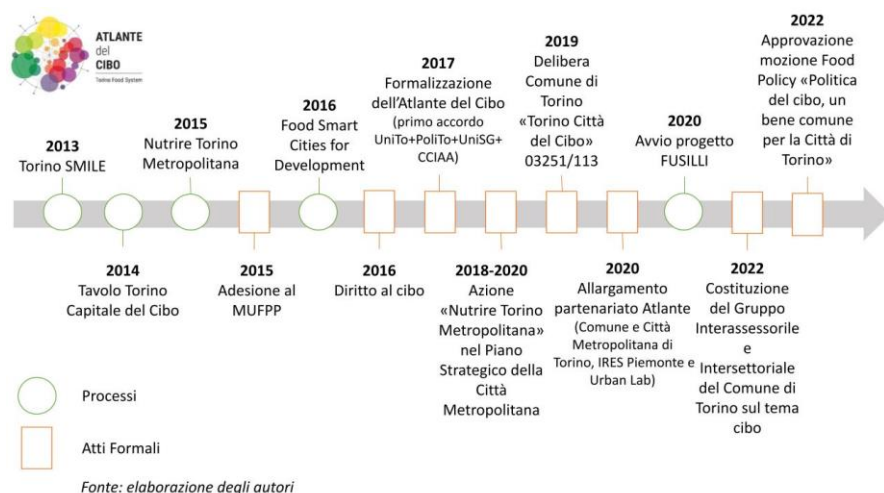 ATLANTE
del
CIBO
Torino Food System
2013
Torino SMILE
2015
Nutrire Torino
Metropolitana
2016
Food Smart
Cities for
Development
2017
Formalizzazione
dell’Atlante del Cibo
(primo accordo
UniTo+PoliTo+UniSG+
CCIAA)
2019
Delibera
Comune di
Torino
«Torino Città
del Cibo»
03251/113
2020
Avvio progetto
FUSILLI
2022
Approvazione
mozione Food
Policy «Politica
del cibo, un
bene comune
per la Città di
Torino»
2014
Tavolo Torino
Capitale del Cibo
2015
Adesione al
MUFPP
2016
Diritto al cibo
2018-2020
Azione
«Nutrire Torino
Metropolitana»
nel Piano
Strategico della
Città
Metropolitana
2020
Allargamento
partenariato Atlante
(Comune e Città
Metropolitana di
Torino, IRES Piemonte e
Urban Lab)
2022
Costituzione
del Gruppo
Interassessorile
e
Intersettoriale
del Comune di
Torino sul tema
cibo
Processi
Atti Formali
Fonte: elaborazione degli autori